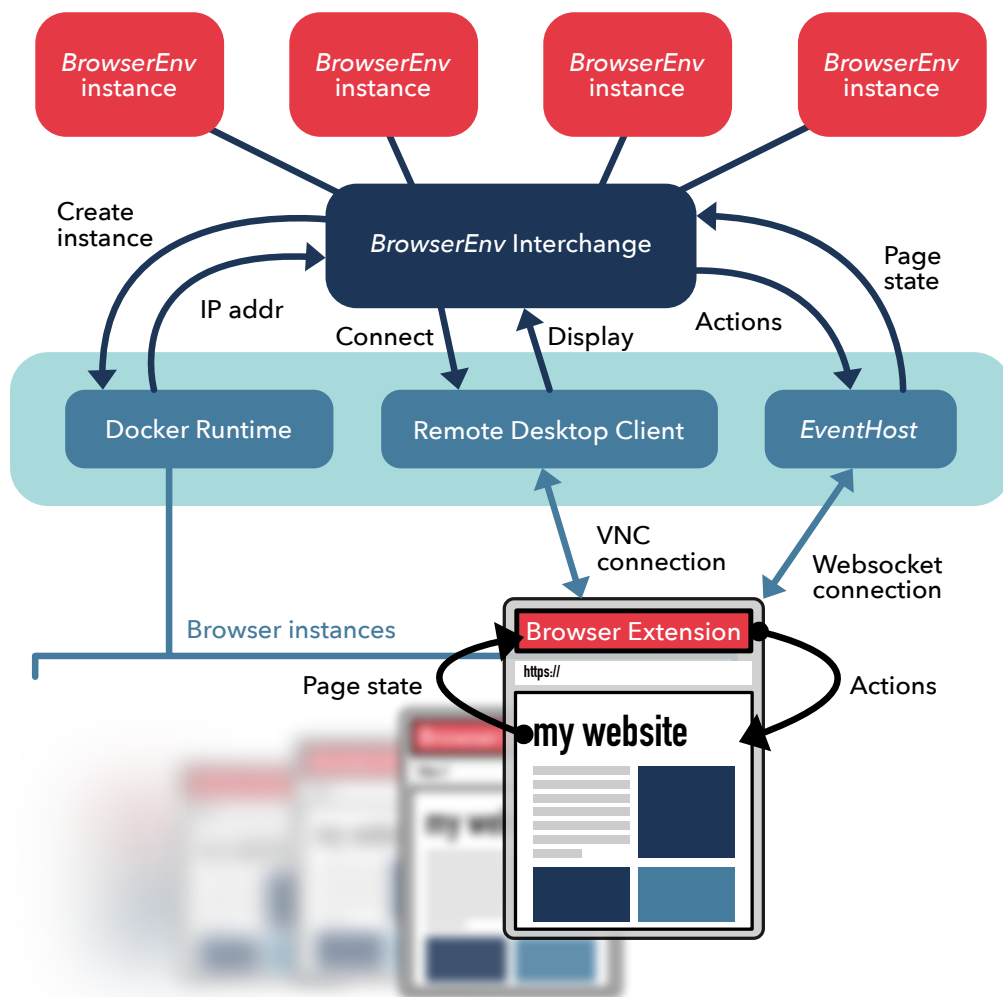 BrowserEnv
instance
BrowserEnv
instance
BrowserEnv
instance
BrowserEnv
instance
Create
instance
BrowserEnv Interchange
Page
state
IP addr
Connect
Display
Actions
Docker Runtime
Remote Desktop Client
EventHost
VNC
connection
Websocket
connection
Browser instances
Browser Extension
https://
Page state
Actions
my website